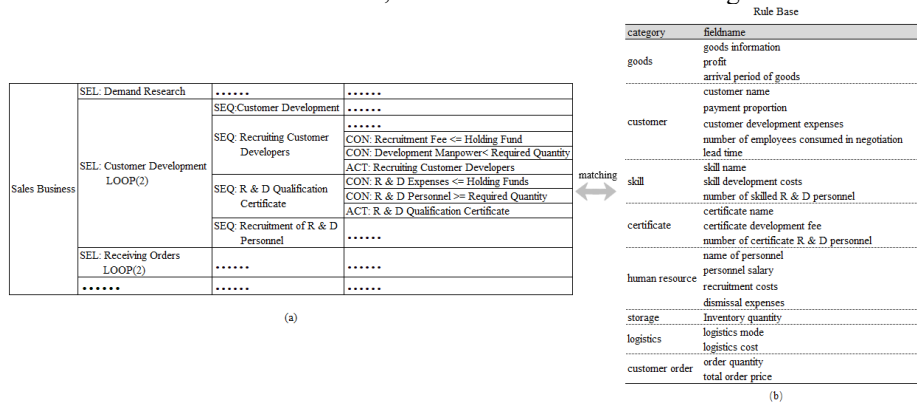 Rule Base
category fieldname
goods information
goods profit
arrival period of goods
customer name
payment proportion
customer customer development expenses
number of employees consumed in negotiation
lead time
skill name
skill skill development costs
number of skilled R & D personnel
certificate name
certificate certificate development fee
number of certificate R & D personnel
name of personnel
human resource personnel salary
recruitment costs
dismissal expenses
storage Inventory quantity
logistics logistics mode
logistics cost
customer order order quantity
total order price
(b)
matching
Sales Business
SEL: Demand Research ...... ......
SEL: Customer Development
LOOP(2)
SEQ:Customer Development ......
SEQ: Recruiting Customer
Developers
......
CON: Recruitment Fee <= Holding Fund
CON: Development Manpower< Required Quantity
ACT: Recruiting Customer Developers
SEQ: R & D Qualification
Certificate
CON: R & D Expenses <= Holding Funds
CON: R & D Personnel >= Required Quantity
ACT: R & D Qualification Certificate
SEQ: Recruitment of R & D
Personnel
......
SEL: Receiving Orders
LOOP(2)
...... ......
...... ...... ......
(a)